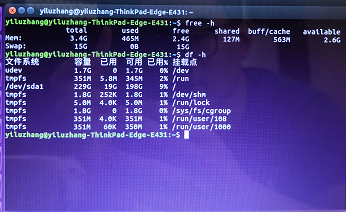 yiluzhang@yiluzhang-ThinkPad-Edge-E431: ~
yiluzhang@yiluzhang-ThinkPad-Edge-E431:~$ free -h
total used free shared buff/cache available
Mem: 3.4G 465M 2.4G 127M 563M 2.6G
Swap: 15G 0B 15G
yiluzhang@yiluzhang-ThinkPad-Edge-E431:~$ df -h
文件系统 容量 已用 可用 已用% 挂载点
udev 1.7G 0 1.7G 0% /dev
tmpfs 351M 5.8M 345M 2% /run
/dev/sda1 229G 19G 198G 9% /
tmpfs 1.8G 252K 1.8G 1% /dev/shm
tmpfs 5.0M 4.0K 5.0M 1% /run/lock
tmpfs 1.8G 0 1.8G 0% /sys/fs/cgroup
tmpfs 351M 4.0K 351M 1% /run/user/108
tmpfs 351M 60K 350M 1% /run/user/1000
yiluzhang@yiluzhang-ThinkPad-Edge-E431:~$